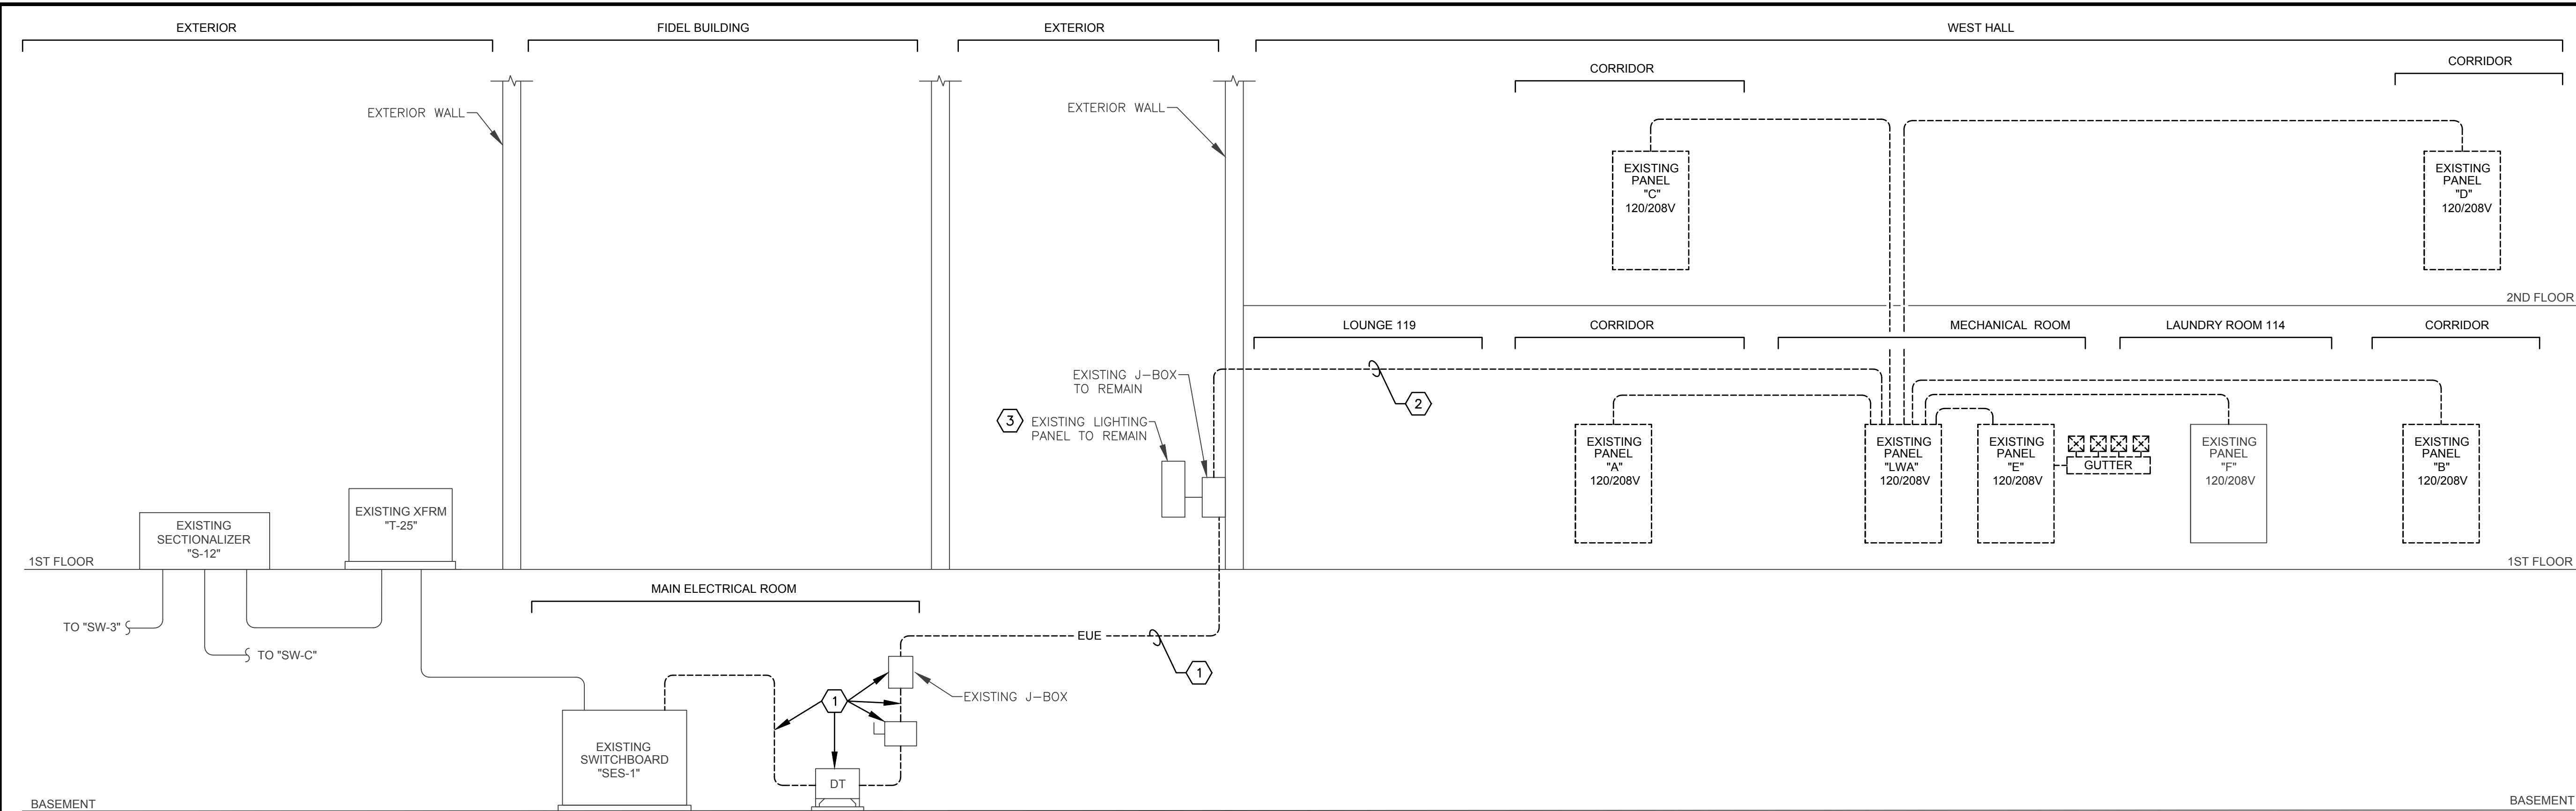 EXTERIOR
FIDEL BUILDING
EXTERIOR
WEST HALL
CORRIDOR
CORRIDOR
EXTERIOR WALL
EXTERIOR WALL
EXISTING
PANEL
"C"
120/208V
EXISTING
PANEL
"D"
120/208V
2ND FLOOR
LOUNGE 119
CORRIDOR
MECHANICAL ROOM
LAUNDRY ROOM 114
CORRIDOR
EXISTING J-BOX
TO REMAIN
2
3
EXISTING LIGHTING
PANEL TO REMAIN
EXISTING
PANEL
"A"
120/208V
EXISTING
PANEL
"LWA"
120/208V
EXISTING
PANEL
"E"
120/208V
GUTTER
EXISTING
PANEL
"F"
120/208V
EXISTING
PANEL
"B"
120/208V
EXISTING
SECTIONALIZER
"S-12"
EXISTING XFRM
"T-25"
1ST FLOOR
1ST FLOOR
MAIN ELECTRICAL ROOM
TO "SW-3"
TO "SW-C"
EUE
1
1
EXISTING J-BOX
EXISTING
SWITCHBOARD
"SES-1"
DT
BASEMENT
BASEMENT